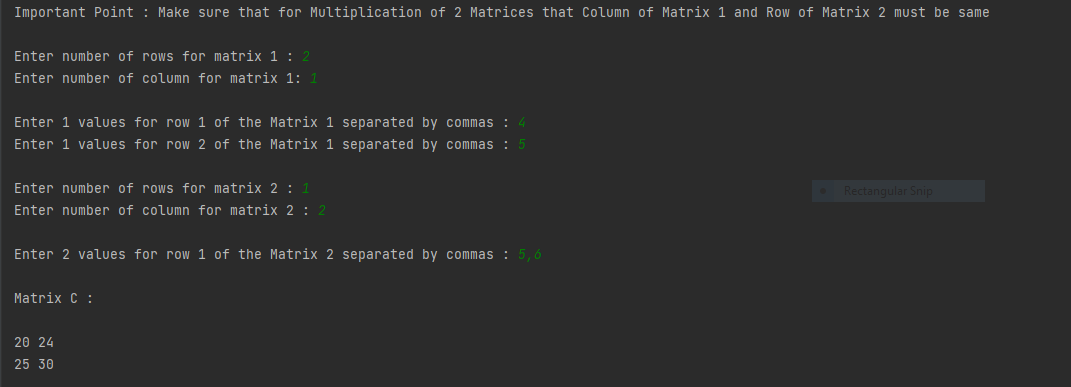 Important Point : Make sure that for Multiplication of 2 Matrices that Column of Matrix 1 and Row of Matrix 2 must be same
Enter number of rows for matrix 1 : 2
Enter number of column for matrix 1: 1
Enter 1 values for row 1 of the Matrix 1 separated by commas : 4
Enter 1 values for row 2 of the Matrix 1 separated by commas : 5
Enter number of rows for matrix 2 : 1
Rectangular Snip
Enter number of column for matrix 2 : 2
Enter 2 values for row 1 of the Matrix 2 separated by commas : 5,6
Matrix C :
20 24
25 30